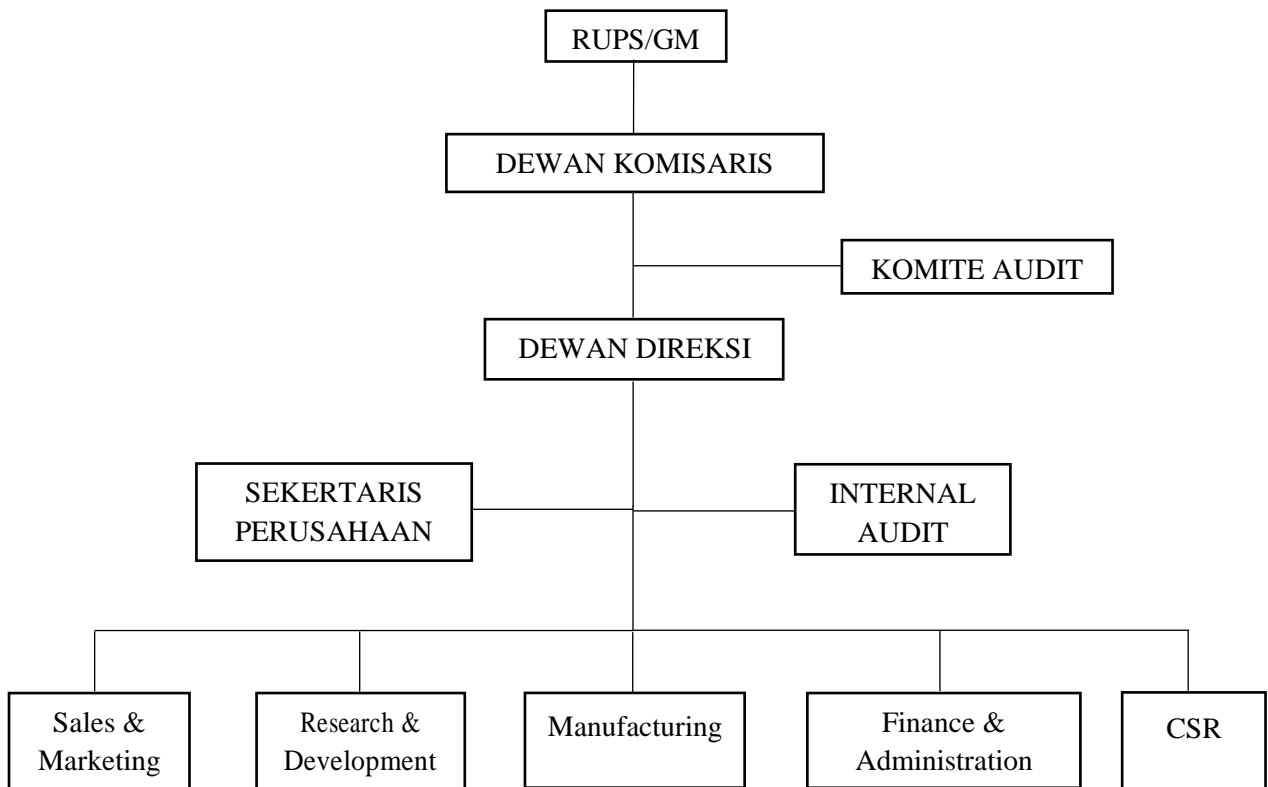 RUPS/GM
DEWAN KOMISARIS
KOMITE AUDIT
DEWAN DIREKSI
SEKERTARIS
PERUSAHAAN
INTERNAL
AUDIT
Sales &
Marketing
Research &
Development
Manufacturing
Finance &
Administration
CSR